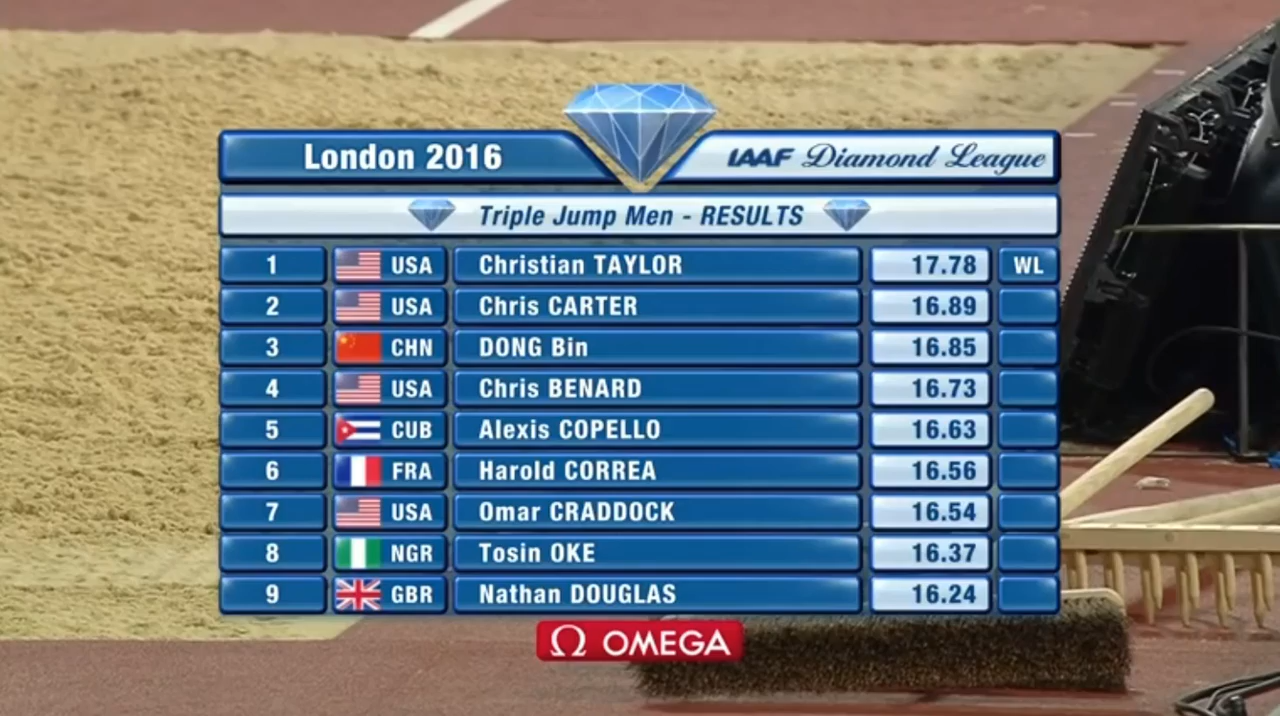 London 2016 IAAF Diamond League
Triple Jump Men - RESULTS
1 USA Christian TAYLOR 17.78 WL
2 USA Chris CARTER 16.89
3 CHN DONG Bin 16.85
4 USA Chris BENARD 16.73
5 CUB Alexis COPELLO 16.63
6 FRA Harold CORREA 16.56
7 USA Omar CRADDOCK 16.54
8 NGR Tosin OKE 16.37
9 GBR Nathan DOUGLAS 16.24
Ω OMEGA